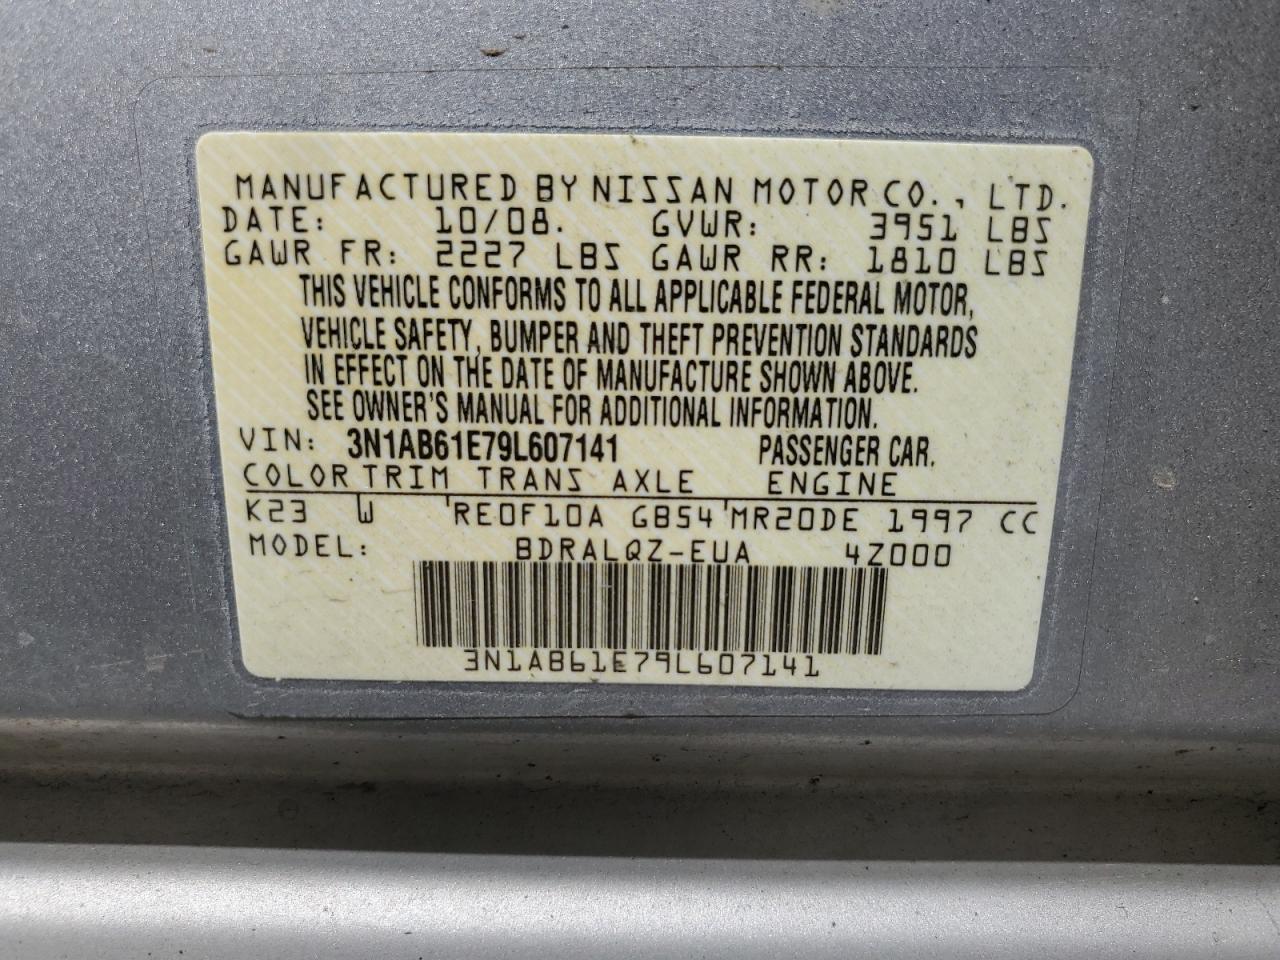 MANUFACTURED BY NISSAN MOTOR CO., LTD.
DATE: 10/08. GVWR: 3951 LBS
GAWR FR: 2227 LBS GAWR RR: 1810 LBS
THIS VEHICLE CONFORMS TO ALL APPLICABLE FEDERAL MOTOR,
VEHICLE SAFETY, BUMPER AND THEFT PREVENTION STANDARDS
IN EFFECT ON THE DATE OF MANUFACTURE SHOWN ABOVE.
SEE OWNER'S MANUAL FOR ADDITIONAL INFORMATION.
VIN: 3N1AB61E79L607141 PASSENGER CAR.
COLOR TRIM TRANS AXLE ENGINE
K23 W RE0F10A GB54 MR20DE 1997 CC
MODEL: BDRALQZ-EUA 4Z000
3N1AB61E79L607141